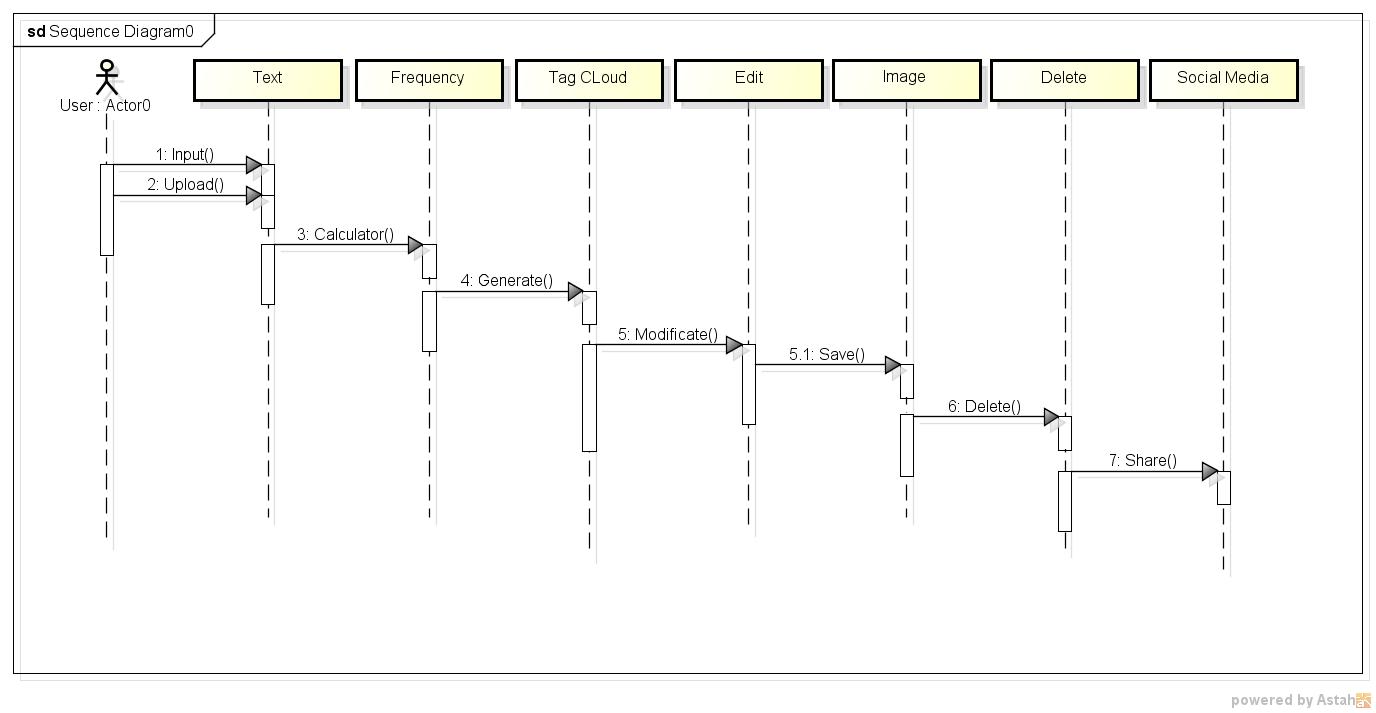 sd Sequence Diagram0
User : Actor0
Text
Frequency
Tag CLoud
Edit
Image
Delete
Social Media
1: Input()
2: Upload()
3: Calculator()
4: Generate()
5: Modificate()
5.1: Save()
6: Delete()
7: Share()
powered by Astah